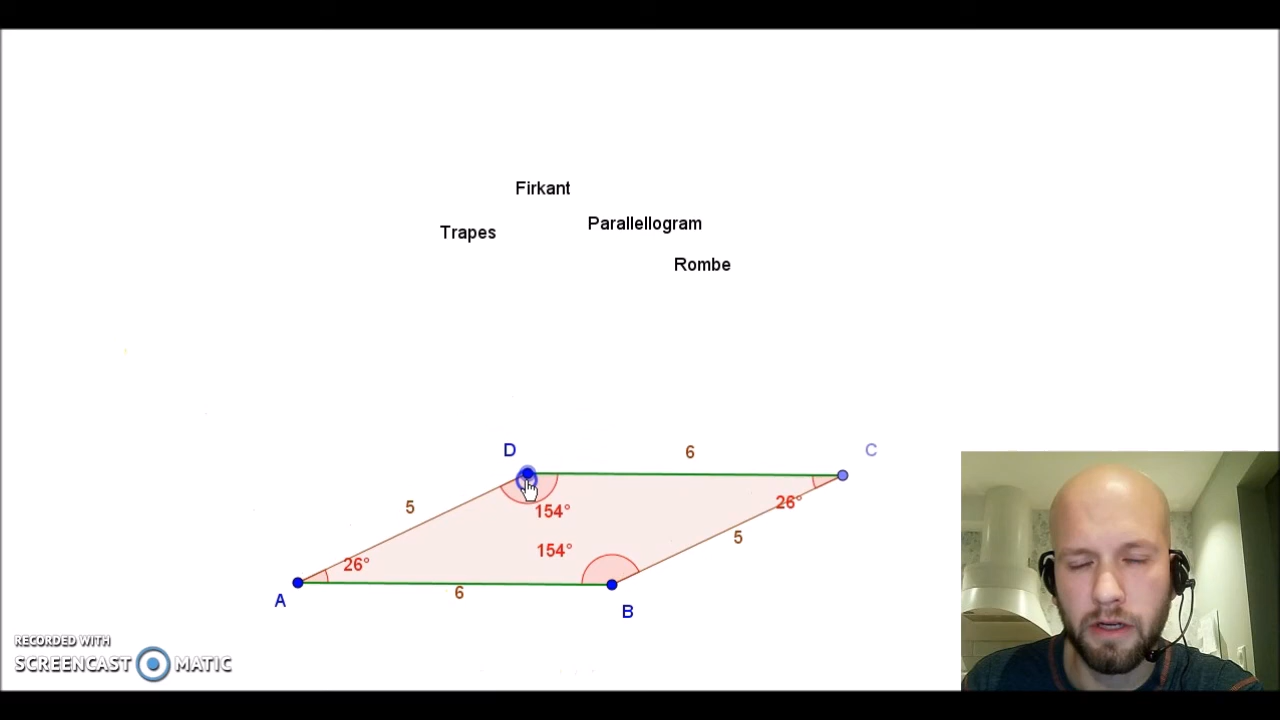 Firkant
Parallellogram
Trapes
Rombe
D
6
C
5
154°
26°
154°
5
26°
A
6
B
RECORDED WITH
SCREENCAST MATIC